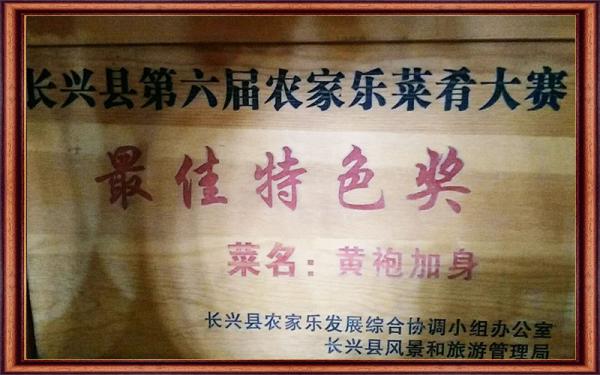 长兴县第六届农家乐菜肴大赛
最佳特色奖
菜名：黄袍加身
长兴县农家乐发展综合协调小组办公室
长兴县风景和旅游管理局